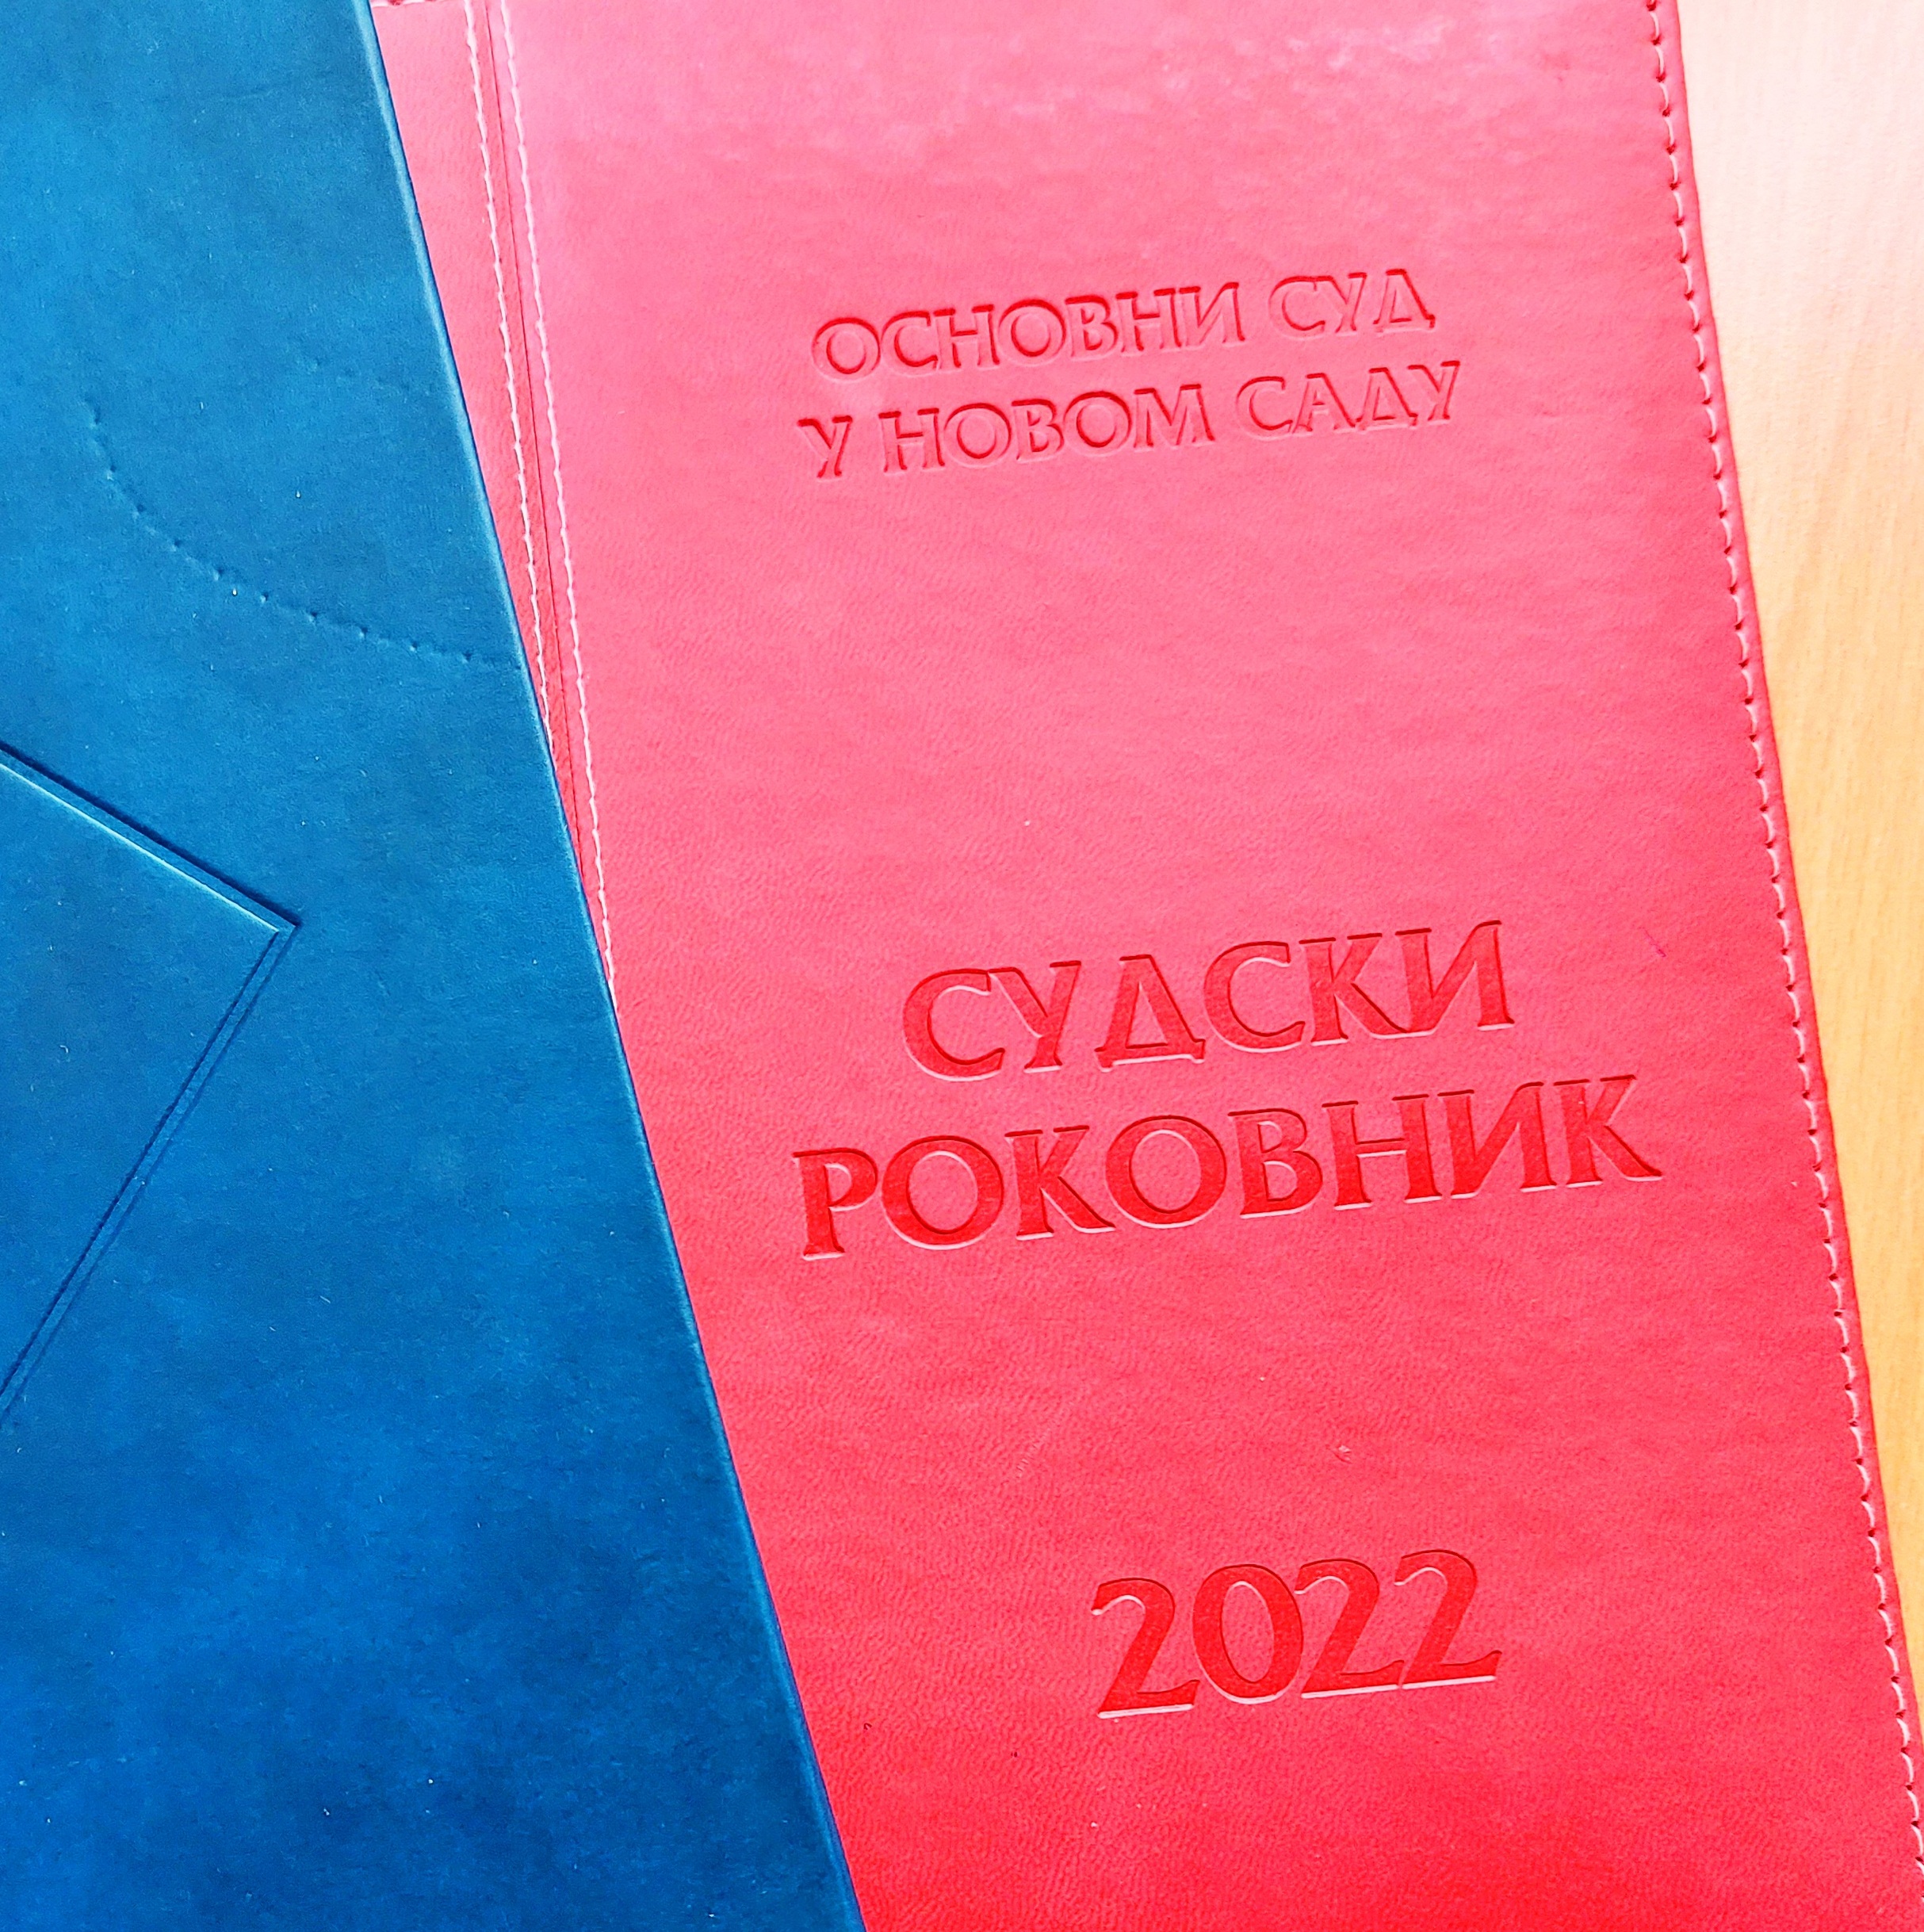 ОСНОВНИ СУД
У НОВОМ САДУ
СУДСКИ
РОКОВНИК
2022